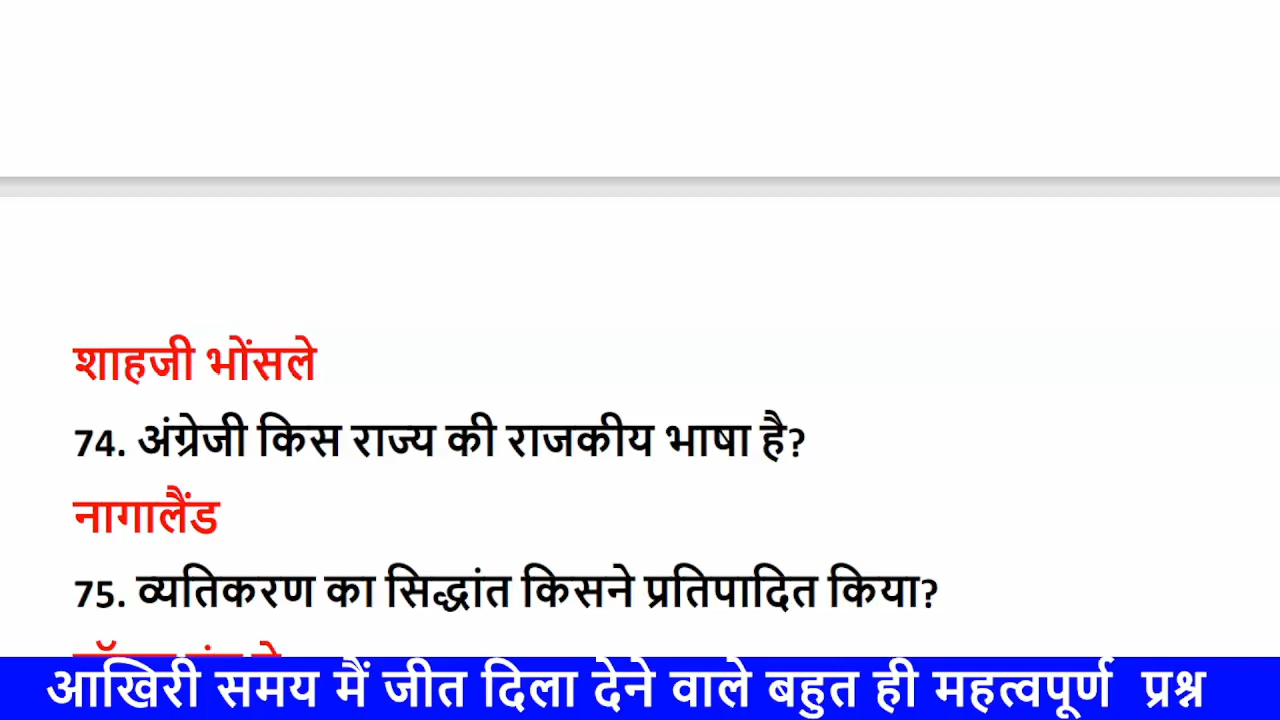 शाहजी भोंसले
74. अंग्रेजी किस राज्य की राजकीय भाषा है?
नागालैंड
75. व्यतिकरण का सिद्धांत किसने प्रतिपादित किया?
आखिरी समय मैं जीत दिला देने वाले बहुत ही महत्वपूर्ण प्रश्न